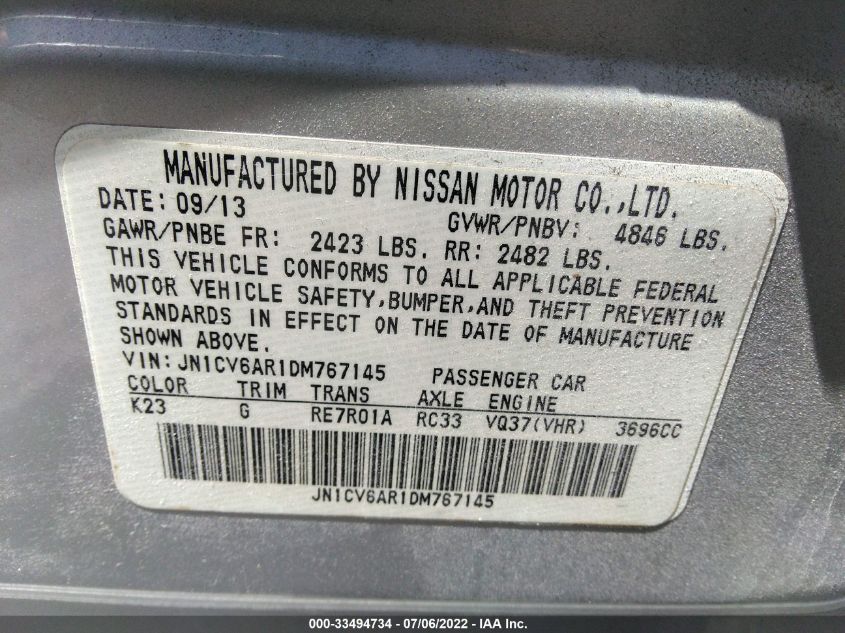 MANUFACTURED BY NISSAN MOTOR CO.,LTD.
DATE: 09/13 GVWR/PNBV: 4846 LBS.
GAWR/PNBE FR: 2423 LBS. RR: 2482 LBS.
THIS VEHICLE CONFORMS TO ALL APPLICABLE FEDERAL
MOTOR VEHICLE SAFETY,BUMPER,AND THEFT PREVENTION
STANDARDS IN EFFECT ON THE DATE OF MANUFACTURE
SHOWN ABOVE.
VIN: JN1CV6AR1DM767145 PASSENGER CAR
COLOR TRIM TRANS AXLE ENGINE
K23 G RE7R01A RC33 VQ37(VHR) 3696CC
JN1CV6AR1DM767145
000-33494734 - 07/06/2022 - IAA Inc.